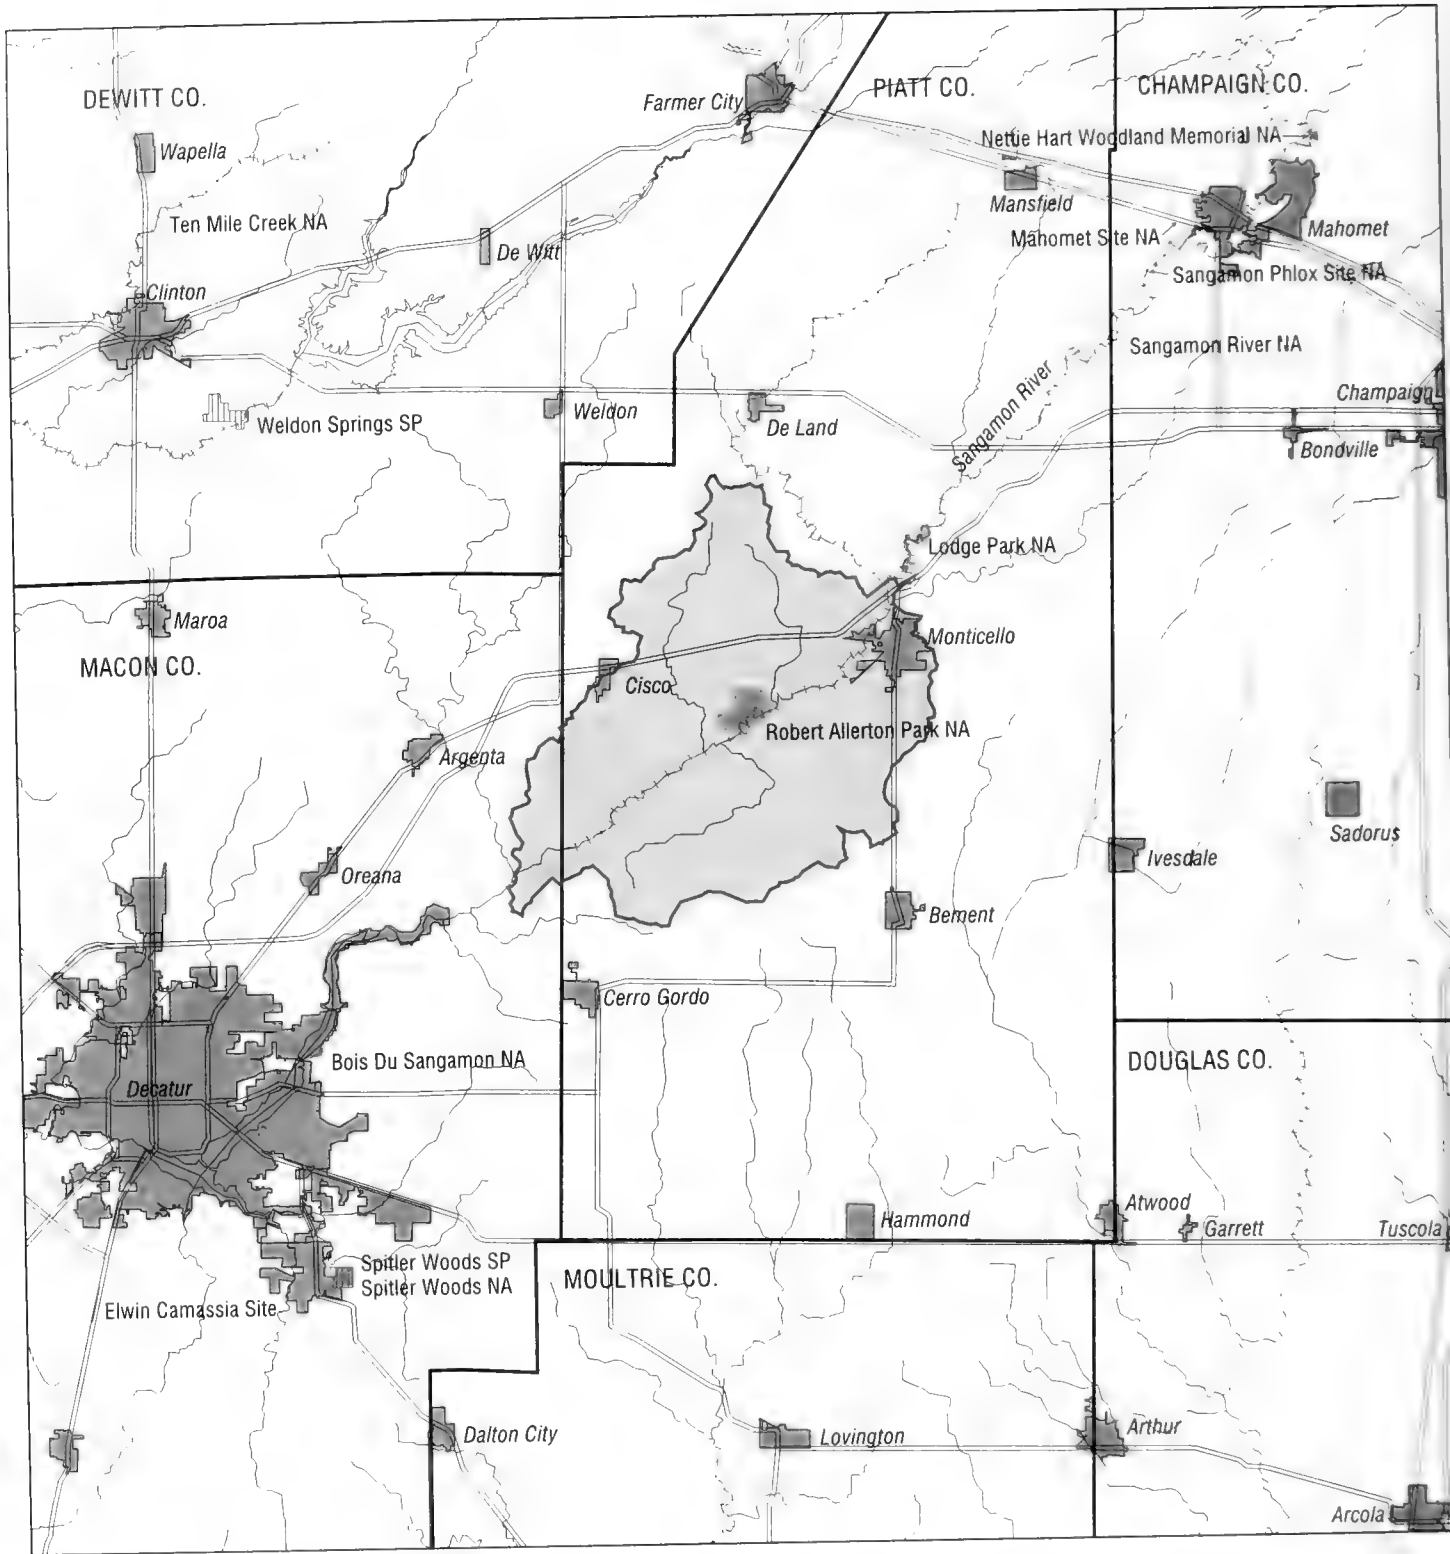 DEWITT CO.
Farmer City
PIATT CO.
CHAMPAIGN CO.
Wapella
Nettie Hart Woodland Memorial NA
Ten Mile Creek NA
Mansfield
Mahomet
De Witt
Mahomet Site NA
Sangamon Phlox Site NA
Clinton
Sangamon River NA
Sangamon River
Champaign
Weldon Springs SP
Weldon
De Land
Bondville
Lodge Park NA
Maroa
Monticello
MACON CO.
Cisco
Robert Allerton Park NA
Argenta
Sadorus
Ivesdale
Oreana
Bement
Cerro Gordo
Bois Du Sangamon NA
DOUGLAS CO.
Decatur
Atwood
Hammond
Garrett
Tuscola
Spitler Woods SP
Spitler Woods NA
MOULTRIE CO.
Elwin Camassia Site
Dalton City
Lovington
Arthur
Arcola